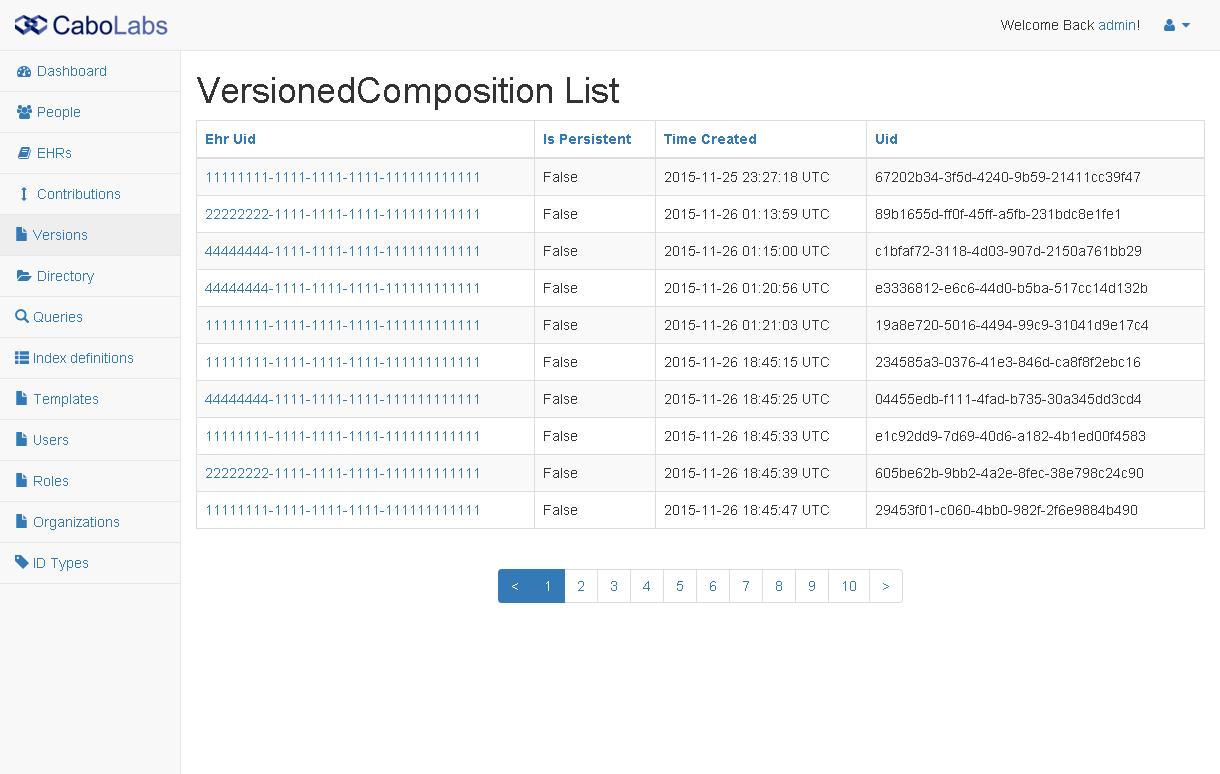 CaboLabs
Welcome Back admin!
Dashboard
People
EHRs
Contributions
Versions
Directory
Queries
Index definitions
Templates
Users
Roles
Organizations
ID Types
VersionedComposition List
Ehr Uid Is Persistent Time Created Uid
11111111-1111-1111-1111-111111111111 False 2015-11-25 23:27:18 UTC 67202b34-3f5d-4240-9b59-21411cc39f47
22222222-1111-1111-1111-111111111111 False 2015-11-26 01:13:59 UTC 89b1655d-ff0f-45ff-a5fb-231bdc8e1fe1
44444444-1111-1111-1111-111111111111 False 2015-11-26 01:15:00 UTC c1bfaf72-3118-4d03-907d-2150a761bb29
44444444-1111-1111-1111-111111111111 False 2015-11-26 01:20:56 UTC e3336812-e6c6-44d0-b5ba-517cc14d132b
11111111-1111-1111-1111-111111111111 False 2015-11-26 01:21:03 UTC 19a8e720-5016-4494-99c9-31041d9e17c4
11111111-1111-1111-1111-111111111111 False 2015-11-26 18:45:15 UTC 234585a3-0376-41e3-846d-ca8f8f2ebc16
44444444-1111-1111-1111-111111111111 False 2015-11-26 18:45:25 UTC 04455edb-f111-4fad-b735-30a345dd3cd4
11111111-1111-1111-1111-111111111111 False 2015-11-26 18:45:33 UTC e1c92dd9-7d69-40d6-a182-4b1ed00f4583
22222222-1111-1111-1111-111111111111 False 2015-11-26 18:45:39 UTC 605be62b-9bb2-4a2e-8fec-38e798c24c90
11111111-1111-1111-1111-111111111111 False 2015-11-26 18:45:47 UTC 29453f01-c060-4bb0-982f-2f6e9884b490
< 1 2 3 4 5 6 7 8 9 10 >